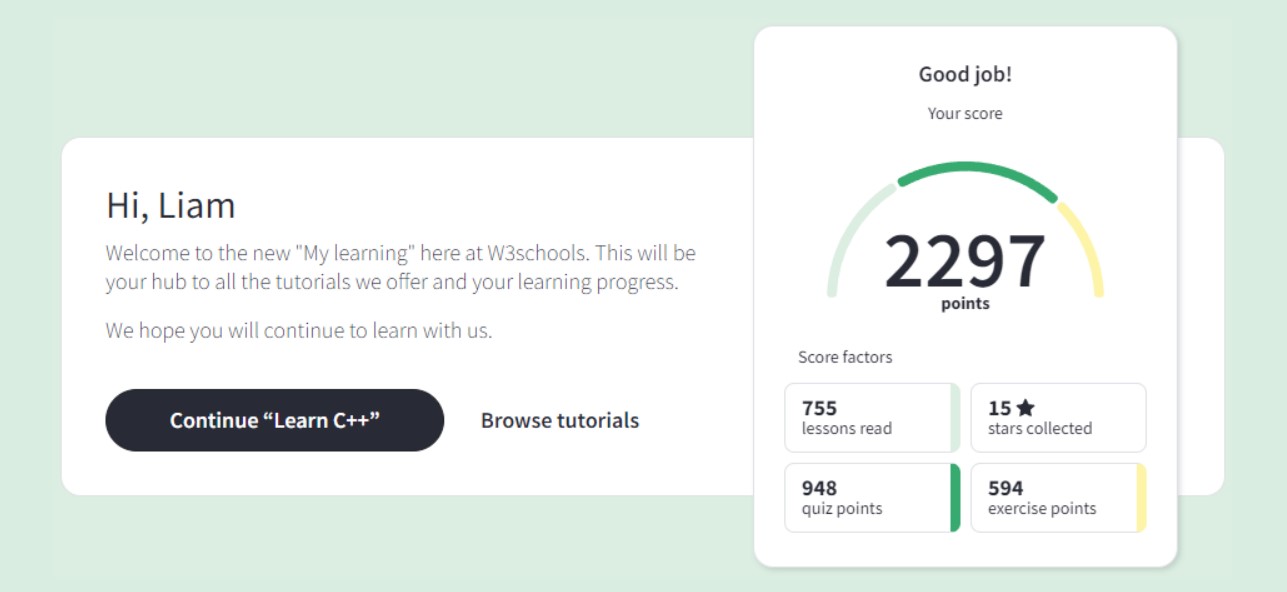 Hi, Liam
Welcome to the new "My learning" here at W3schools. This will be
your hub to all the tutorials we offer and your learning progress.
We hope you will continue to learn with us.
Continue “Learn C++”
Browse tutorials
Good job!
Your score
2297
points
Score factors
755
lessons read
15 ★
stars collected
948
quiz points
594
exercise points